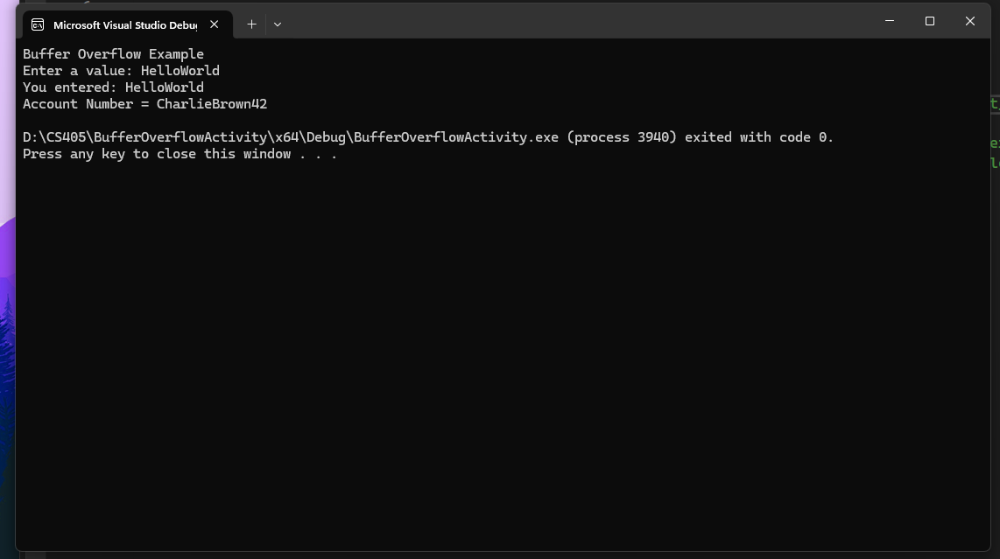 Microsoft Visual Studio Debu
Buffer Overflow Example
Enter a value: HelloWorld
You entered: HelloWorld
Account Number = CharlieBrown42
D:\CS405\BufferOverflowActivity\x64\Debug\BufferOverflowActivity.exe (process 3940) exited with code 0.
Press any key to close this window . . .